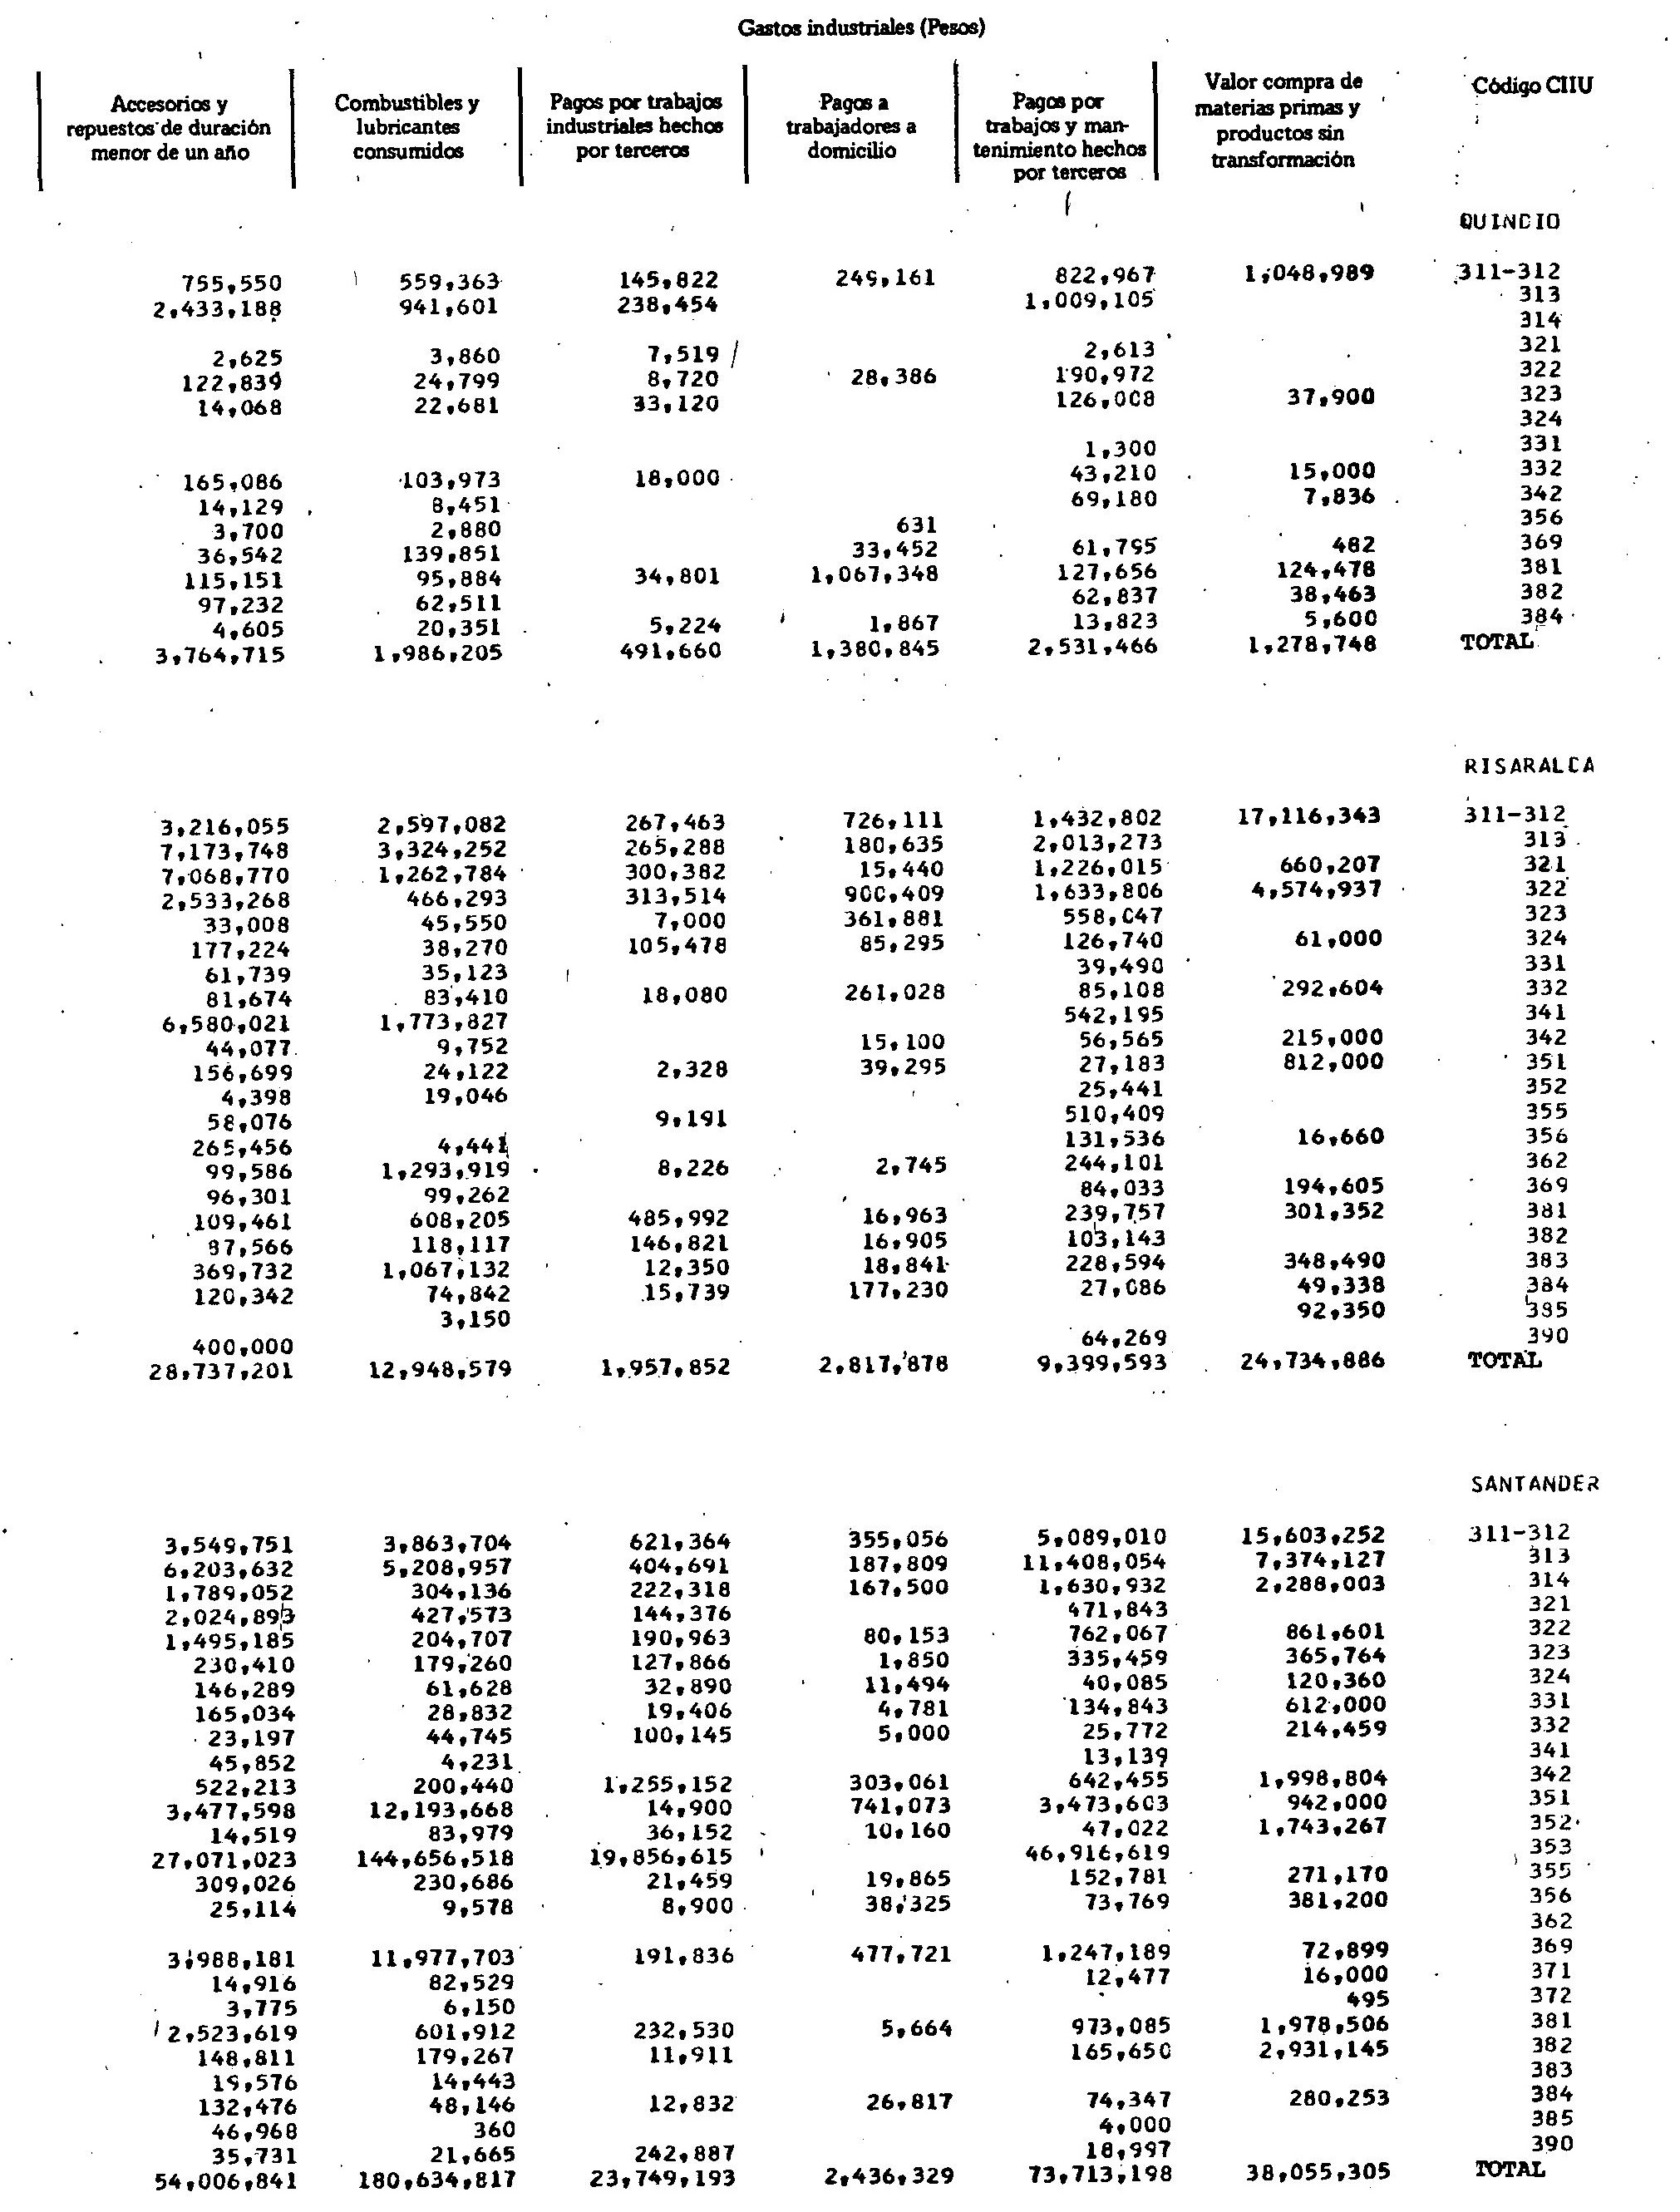 Gastos industriales (Pesos)
Accesorios y repuestos de duración menor de un año | Combustibles y lubricantes consumidos | Pagos por trabajos industriales hechos por terceros | Pagos a trabajadores a domicilio | Pagos por trabajos y man- tenimiento hechos por terceros | Valor compra de materias primas y productos sin transformación | Código CIIU
QUINDIO
755,550 559,363 145,822 249,161 822,967 1,048,989 311-312
2,433,188 941,601 238,454 1,009,105 313
314
2,625 3,860 7,519 2,613 321
122,839 24,799 8,720 28,386 190,972 322
14,068 22,681 33,120 126,008 37,900 323
324
1,300 331
165,086 103,973 18,000 43,210 15,000 332
14,129 8,451 69,180 7,836 342
3,700 2,880 631 356
36,542 139,851 33,452 61,795 482 369
115,151 95,884 34,801 1,067,348 127,656 124,478 381
97,232 62,511 62,837 38,463 382
4,605 20,351 5,224 1,867 13,823 5,600 384
3,764,715 1,986,205 491,660 1,380,845 2,531,466 1,278,748 TOTAL
RISARALCA
3,216,055 2,597,082 267,463 726,111 1,432,802 17,116,343 311-312
7,173,748 3,324,252 265,288 180,635 2,013,273 313
7,068,770 1,262,784 300,382 15,440 1,226,015 660,207 321
2,533,268 466,293 313,514 900,409 1,633,806 4,574,937 322
33,008 45,550 7,000 361,881 558,047 323
177,224 38,270 105,478 85,295 126,740 61,000 324
61,739 35,123 39,490 331
81,674 83,410 18,080 261,028 85,108 292,604 332
6,580,021 1,773,827 542,195 341
44,077 9,752 15,100 56,565 215,000 342
156,699 24,122 2,328 39,295 27,183 812,000 351
4,398 19,046 25,441 352
58,076 9,191 510,409 355
265,456 4,441 131,536 16,660 356
99,586 1,293,919 8,226 2,745 244,101 362
96,301 99,262 84,033 194,605 369
109,461 608,205 485,992 16,963 239,757 301,352 381
87,566 118,117 146,821 16,905 103,143 382
369,732 1,067,132 12,350 18,841 228,594 348,490 383
120,342 74,842 15,739 177,230 27,086 49,338 384
3,150 92,350 385
400,000 64,269 390
28,737,201 12,948,579 1,957,852 2,817,878 9,399,593 24,734,886 TOTAL
SANTANDER
3,549,751 3,863,704 621,364 355,056 5,089,010 15,603,252 311-312
6,203,632 5,208,957 404,691 187,809 11,408,054 7,374,127 313
1,789,052 304,136 222,318 167,500 1,630,932 2,288,003 314
2,024,893 427,573 144,376 471,843 321
1,495,185 204,707 190,963 80,153 762,067 861,601 322
230,410 179,260 127,866 1,850 335,459 365,764 323
146,289 61,628 32,890 11,494 40,085 120,360 324
165,034 28,832 19,406 4,781 134,843 612,000 331
23,197 44,745 100,145 5,000 25,772 214,459 332
45,852 4,231 13,139 341
522,213 200,440 1,255,152 303,061 642,455 1,998,804 342
3,477,598 12,193,668 14,900 741,073 3,473,603 942,000 351
14,519 83,979 36,152 10,160 47,022 1,743,267 352
27,071,023 144,656,518 19,856,615 46,916,619 353
309,026 230,686 21,459 19,865 152,781 271,170 355
25,114 9,578 8,900 38,325 73,769 381,200 356
362
3,988,181 11,977,703 191,836 477,721 1,247,189 72,899 369
14,916 82,529 12,477 16,000 371
3,775 6,150 495 372
2,523,619 601,912 232,530 5,664 973,085 1,978,506 381
148,811 179,267 11,911 165,650 2,931,145 382
19,576 14,443 383
132,476 48,146 12,832 26,817 74,347 280,253 384
46,968 360 4,000 385
35,731 21,665 242,887 18,997 390
54,006,841 180,634,817 23,749,193 2,436,329 73,713,198 38,055,305 TOTAL